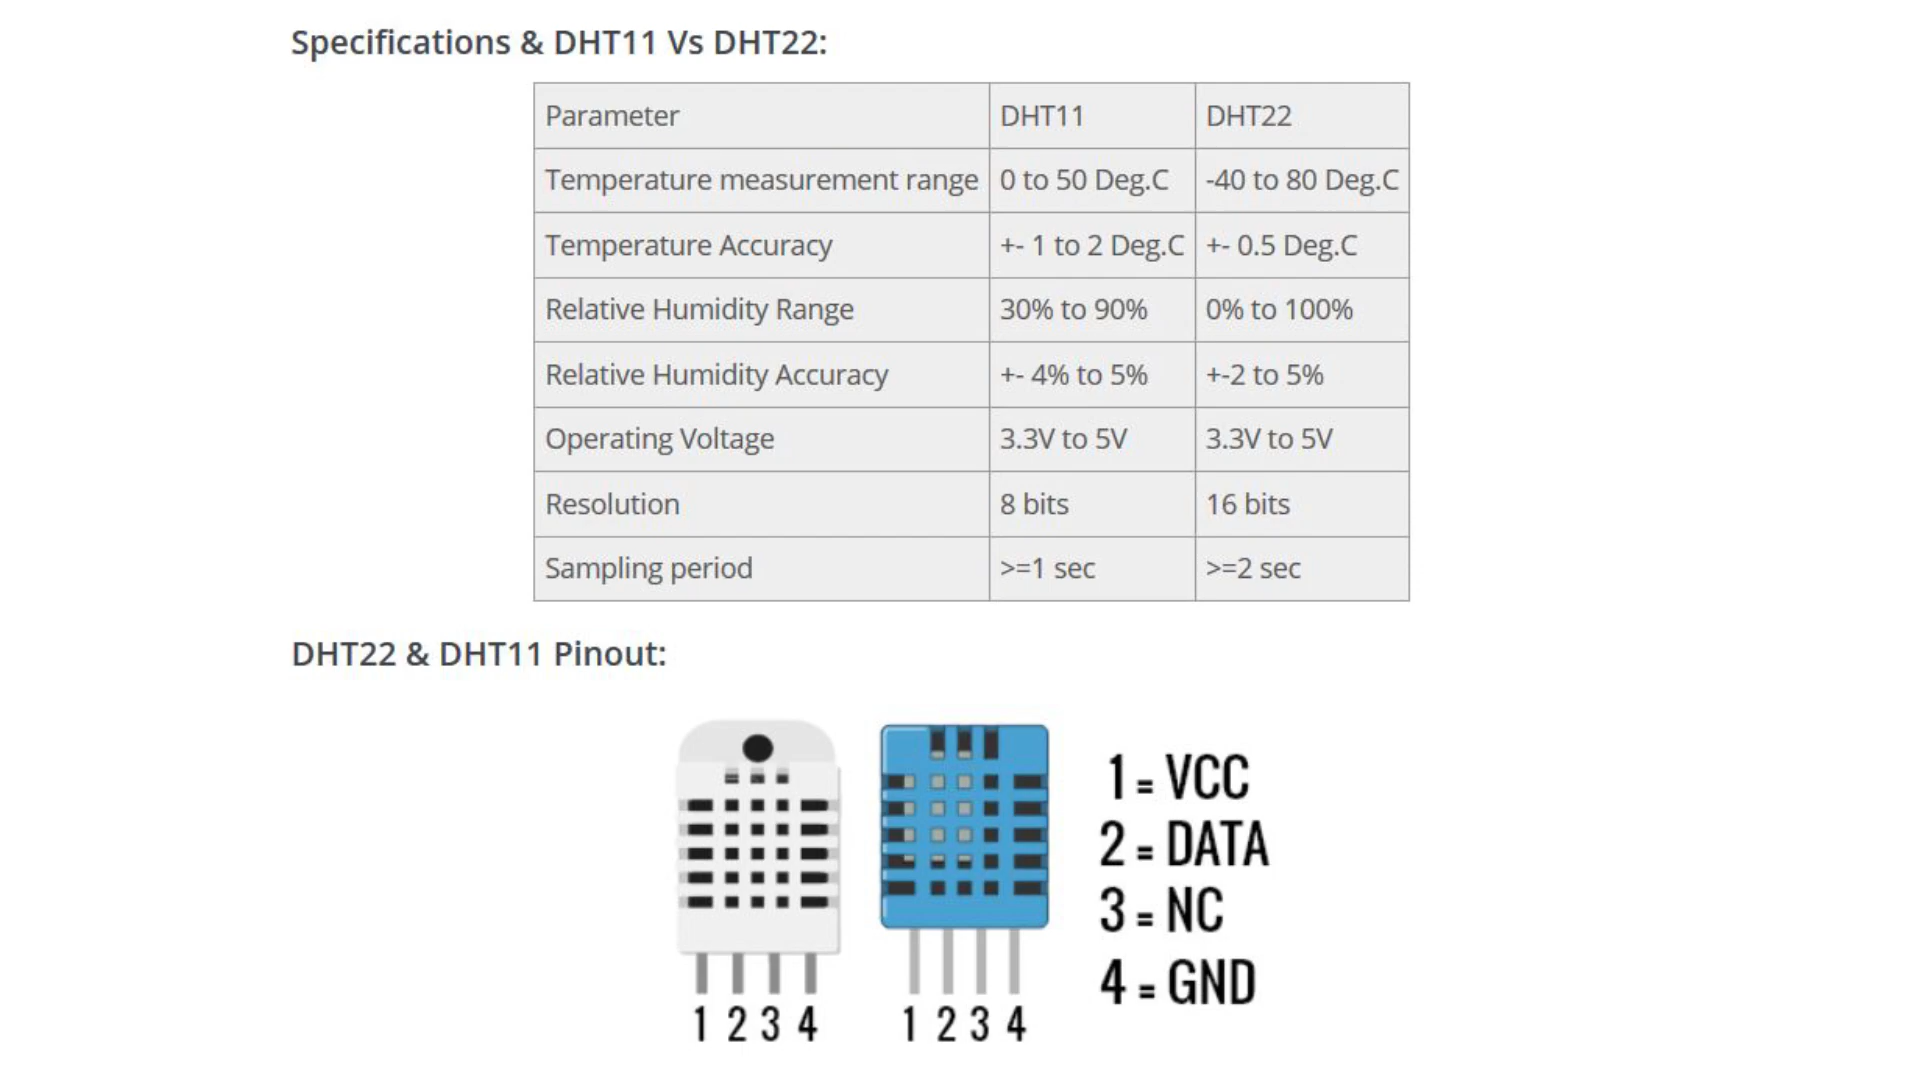 Specifications & DHT11 Vs DHT22:
Parameter DHT11 DHT22
Temperature measurement range 0 to 50 Deg.C -40 to 80 Deg.C
Temperature Accuracy +- 1 to 2 Deg.C +- 0.5 Deg.C
Relative Humidity Range 30% to 90% 0% to 100%
Relative Humidity Accuracy +- 4% to 5% +-2 to 5%
Operating Voltage 3.3V to 5V 3.3V to 5V
Resolution 8 bits 16 bits
Sampling period >=1 sec >=2 sec
DHT22 & DHT11 Pinout:
1 = VCC
2 = DATA
3 = NC
4 = GND
1 2 3 4 1 2 3 4